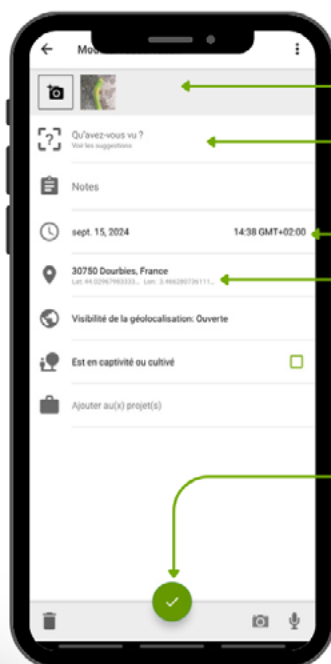 Qu'avez-vous vu ?
Voir les suggestions
Notes
sept. 15, 2024 14:38 GMT+02:00
30750 Dourbies, France
Visibilité de la géolocalisation: Ouverte
Est en captivité ou cultivé
Ajouter au(x) projet(s)